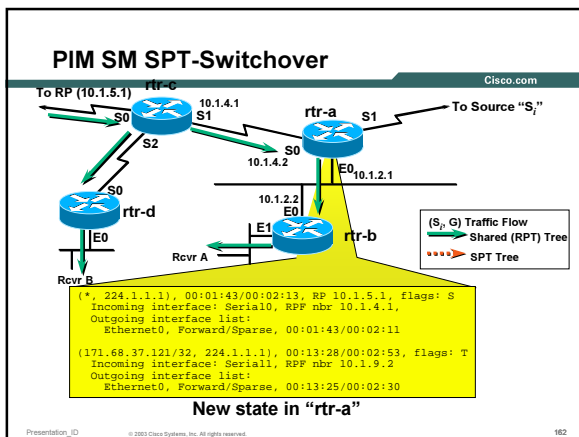 PIM SM SPT-Switchover
Cisco.com
To RP (10.1.5.1)
rtr-c
10.1.4.1
S0
S1
S2
rtr-a
S1
To Source "Si"
S0
10.1.4.2
E0
10.1.2.1
S0
rtr-d
E0
Rcvr B
10.1.2.2
E0
E1
rtr-b
Rcvr A
(Si, G) Traffic Flow
Shared (RPT) Tree
SPT Tree
(*, 224.1.1.1), 00:01:43/00:02:13, RP 10.1.5.1, flags: S
Incoming interface: Serial0, RPF nbr 10.1.4.1,
Outgoing interface list:
Ethernet0, Forward/Sparse, 00:01:43/00:02:11
(171.68.37.121/32, 224.1.1.1), 00:13:28/00:02:53, flags: T
Incoming interface: Serial1, RPF nbr 10.1.9.2
Outgoing interface list:
Ethernet0, Forward/Sparse, 00:13:25/00:02:30
New state in "rtr-a"
Presentation_ID
© 2003 Cisco Systems, Inc. All rights reserved.
162